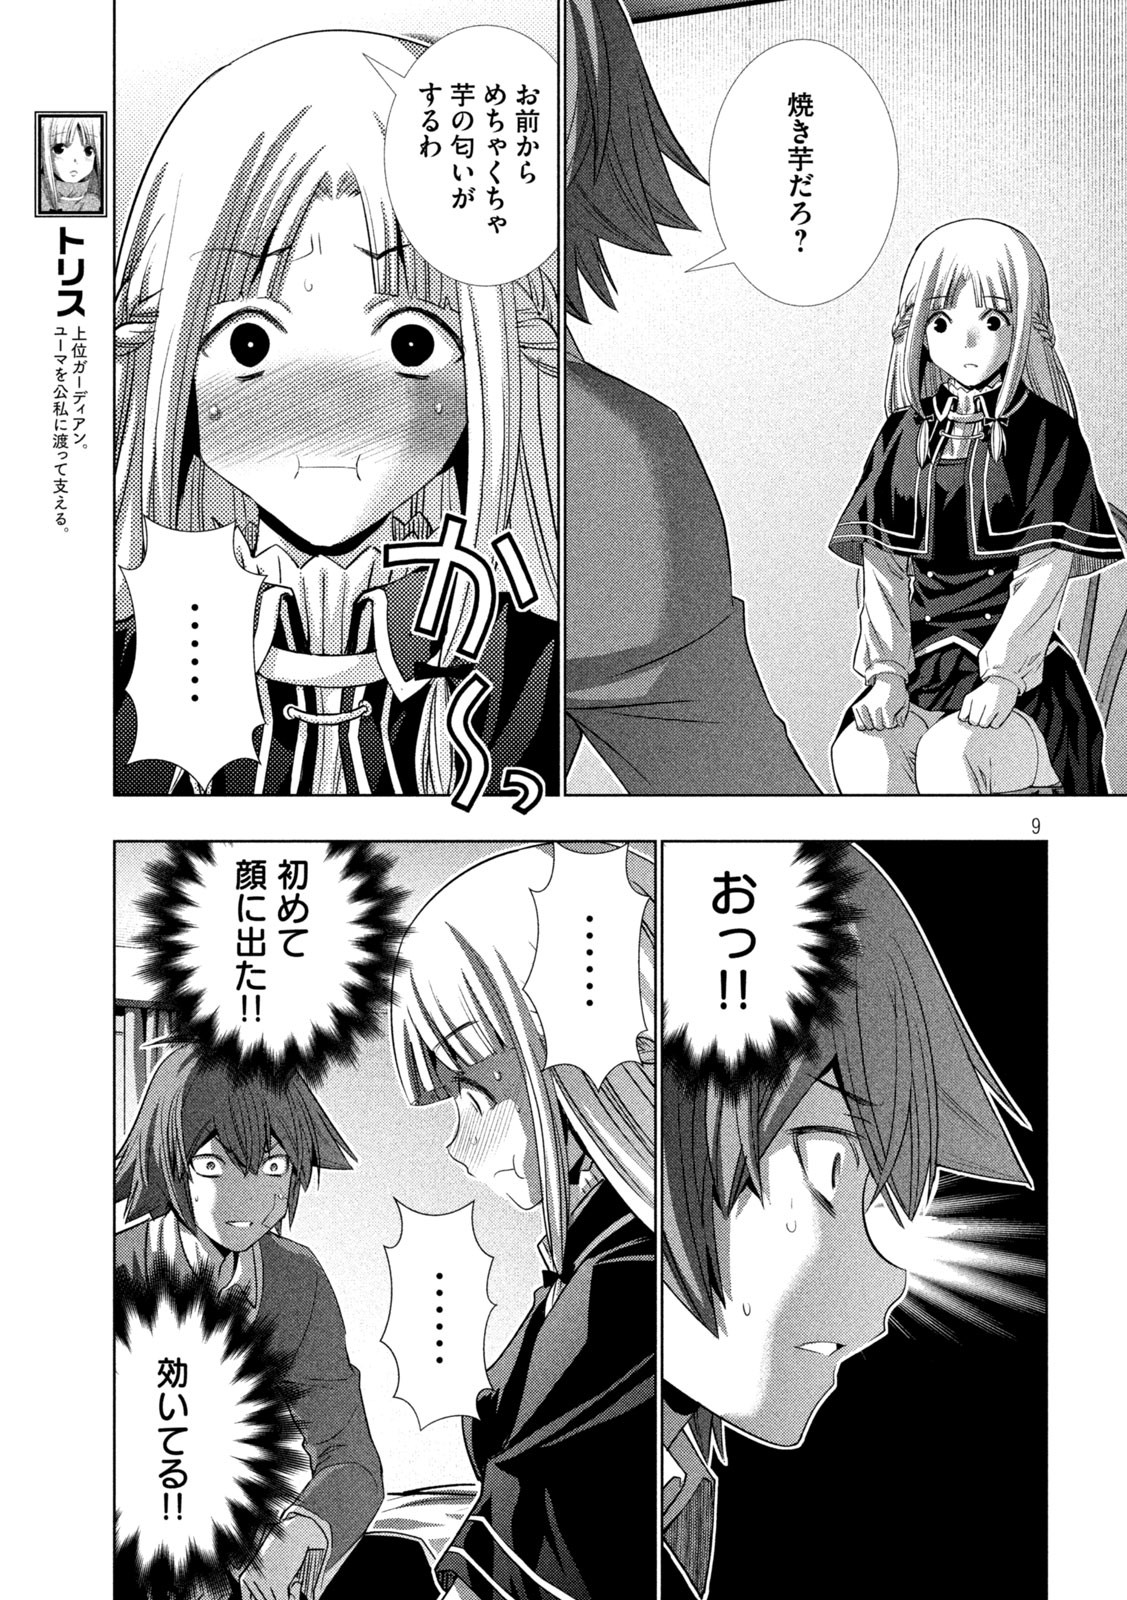 焼き芋だろ?
お前から
めちゃくちゃ
芋の匂いが
するわ
‥‥‥
かぁ～っ
トリス
上位ガーディアン。
ユーマを公私に渡って支える。
9
おっ!!
‥‥‥
初めて
顔に出た!!
‥‥‥
効いてる!!